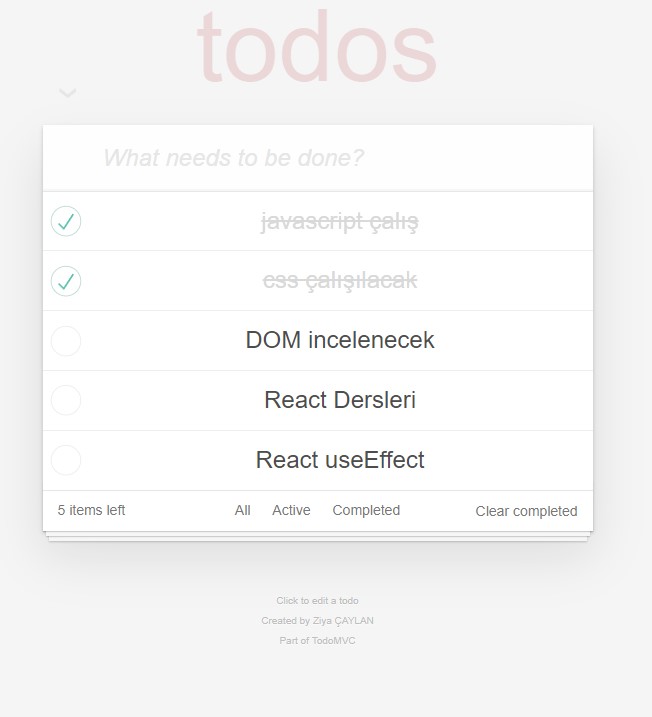 todos
What needs to be done?
javascript çalış
css çalışılacak
DOM incelenecek
React Dersleri
React useEffect
5 items left All Active Completed Clear completed
Click to edit a todo
Created by Ziya ÇAYLAN
Part of TodoMVC